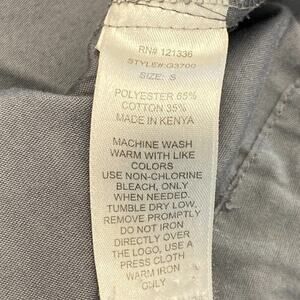 RN# 121336
STYLE#:G3700
SIZE: S
POLYESTER 65%
COTTON 35%
MADE IN KENYA
MACHINE WASH
WARM WITH LIKE
COLORS
USE NON-CHLORINE
BLEACH, ONLY
WHEN NEEDED.
TUMBLE DRY LOW.
REMOVE PROMPTLY
DO NOT IRON
DIRECTLY OVER
THE LOGO, USE A
PRESS CLOTH
WARM IRON
ONLY